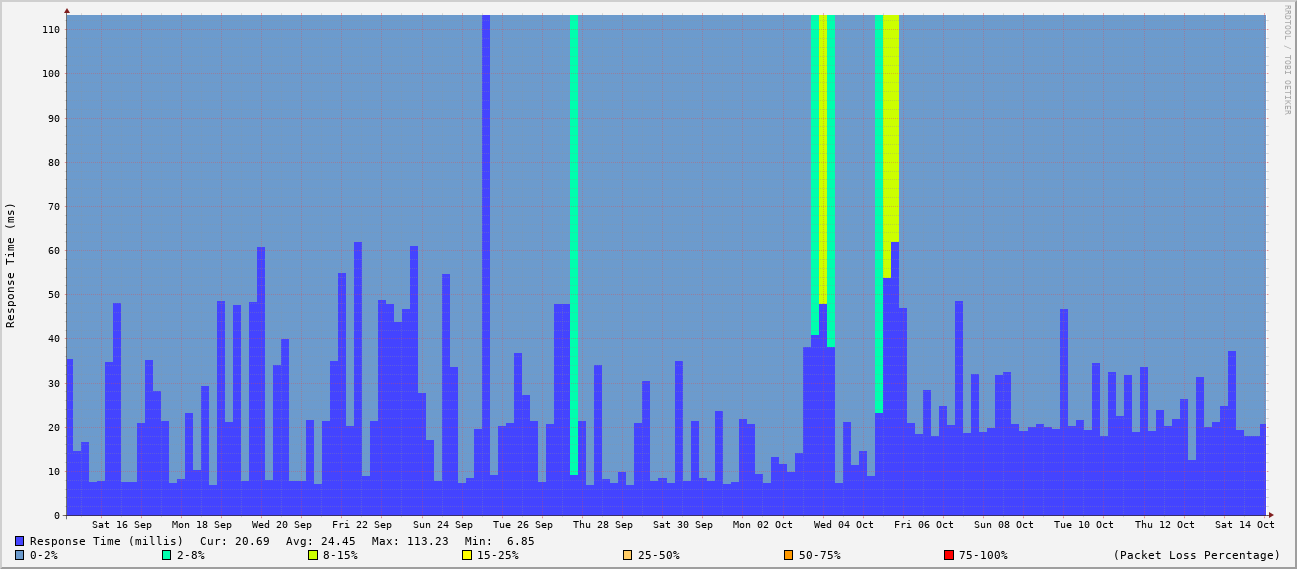 RRDTOOL / TOBI OETIKER
Response Time (ms)
110
100
90
80
70
60
50
40
30
20
10
0
Sat 16 Sep Mon 18 Sep Wed 20 Sep Fri 22 Sep Sun 24 Sep Tue 26 Sep Thu 28 Sep Sat 30 Sep Mon 02 Oct Wed 04 Oct Fri 06 Oct Sun 08 Oct Tue 10 Oct Thu 12 Oct Sat 14 Oct
Response Time (millis) Cur: 20.69 Avg: 24.45 Max: 113.23 Min: 6.85
0-2% 2-8% 8-15% 15-25% 25-50% 50-75% 75-100% (Packet Loss Percentage)